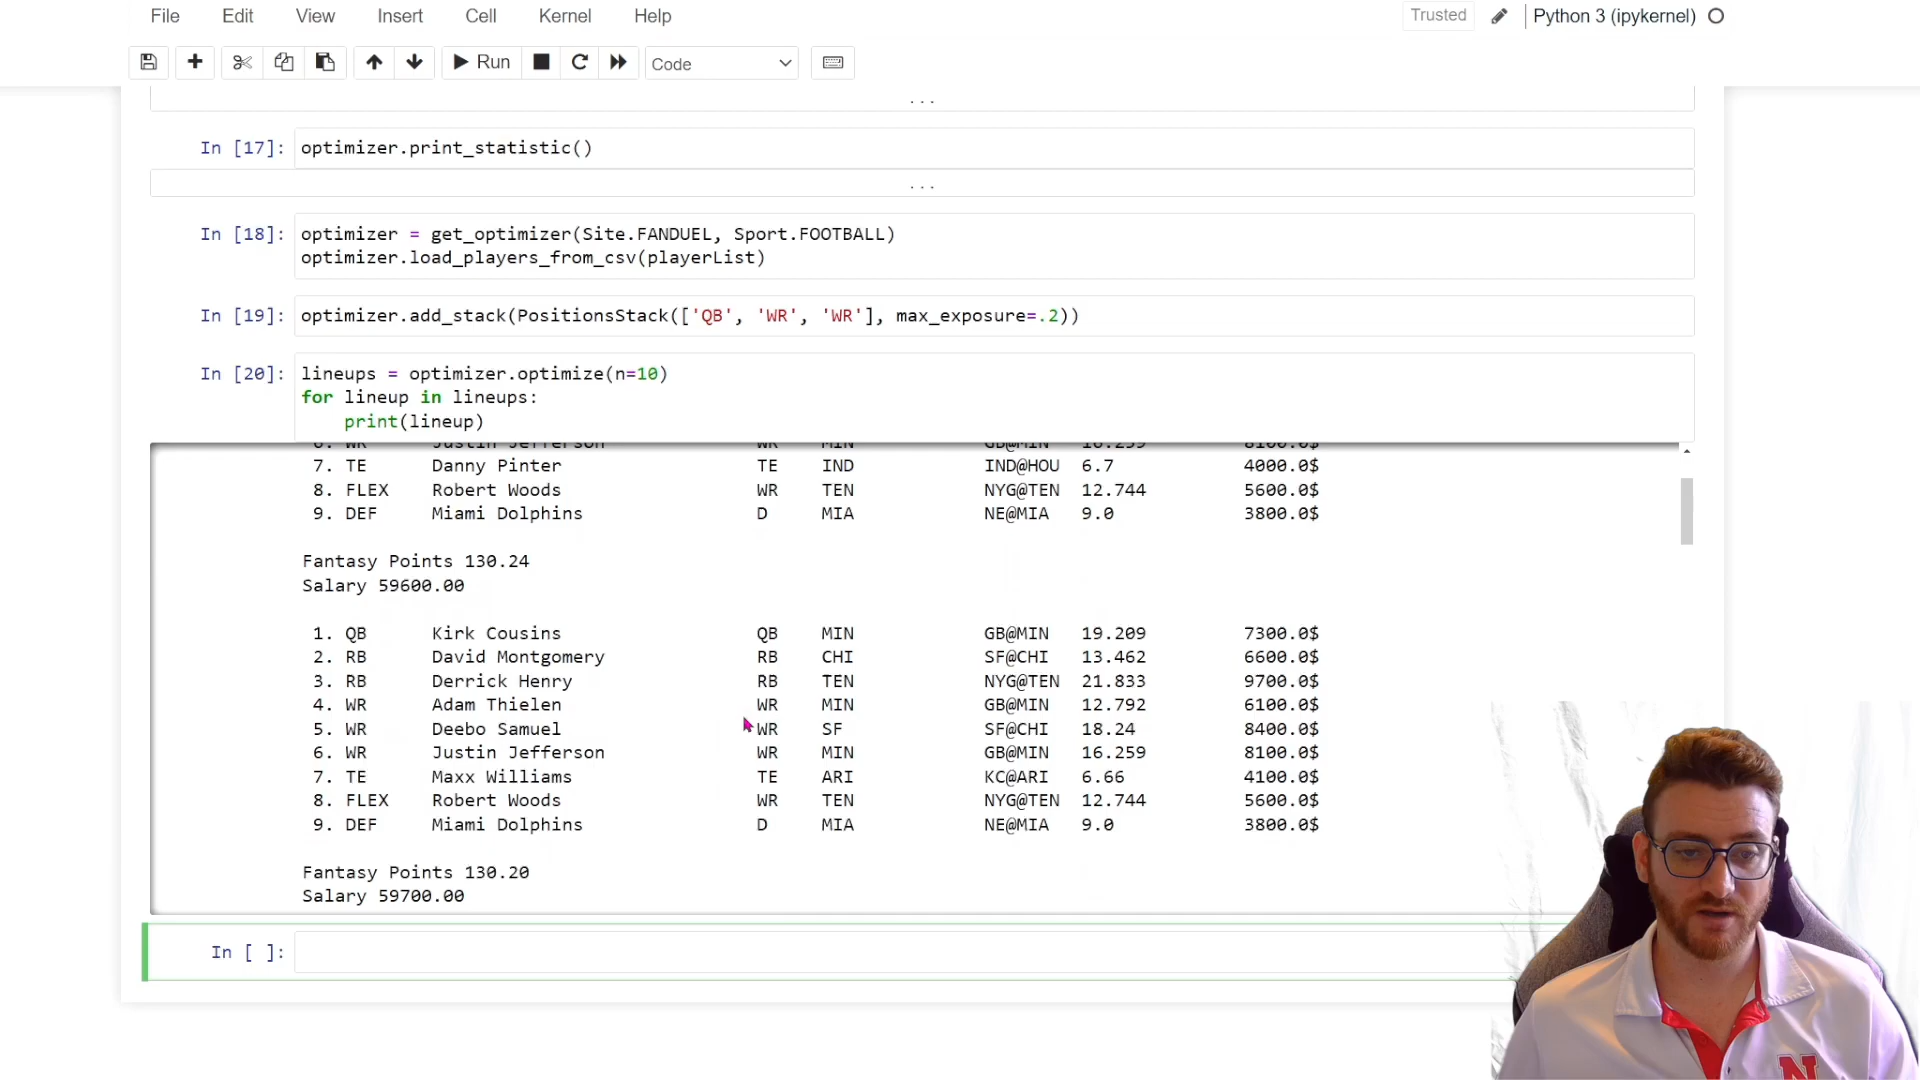 File Edit View Insert Cell Kernel Help Trusted Python 3 (ipykernel)
Run Code
...
In [17]: optimizer.print_statistic()
...
In [18]: optimizer = get_optimizer(Site.FANDUEL, Sport.FOOTBALL)
optimizer.load_players_from_csv(playerList)
In [19]: optimizer.add_stack(PositionsStack(['QB', 'WR', 'WR'], max_exposure=.2))
In [20]: lineups = optimizer.optimize(n=10)
for lineup in lineups:
print(lineup)
6. WR Justin Jefferson WR MIN GB@MIN 16.259 8100.0$
7. TE Danny Pinter TE IND IND@HOU 6.7 4000.0$
8. FLEX Robert Woods WR TEN NYG@TEN 12.744 5600.0$
9. DEF Miami Dolphins D MIA NE@MIA 9.0 3800.0$
Fantasy Points 130.24
Salary 59600.00
1. QB Kirk Cousins QB MIN GB@MIN 19.209 7300.0$
2. RB David Montgomery RB CHI SF@CHI 13.462 6600.0$
3. RB Derrick Henry RB TEN NYG@TEN 21.833 9700.0$
4. WR Adam Thielen WR MIN GB@MIN 12.792 6100.0$
5. WR Deebo Samuel WR SF SF@CHI 18.24 8400.0$
6. WR Justin Jefferson WR MIN GB@MIN 16.259 8100.0$
7. TE Maxx Williams TE ARI KC@ARI 6.66 4100.0$
8. FLEX Robert Woods WR TEN NYG@TEN 12.744 5600.0$
9. DEF Miami Dolphins D MIA NE@MIA 9.0 3800.0$
Fantasy Points 130.20
Salary 59700.00
In [ ]:
N